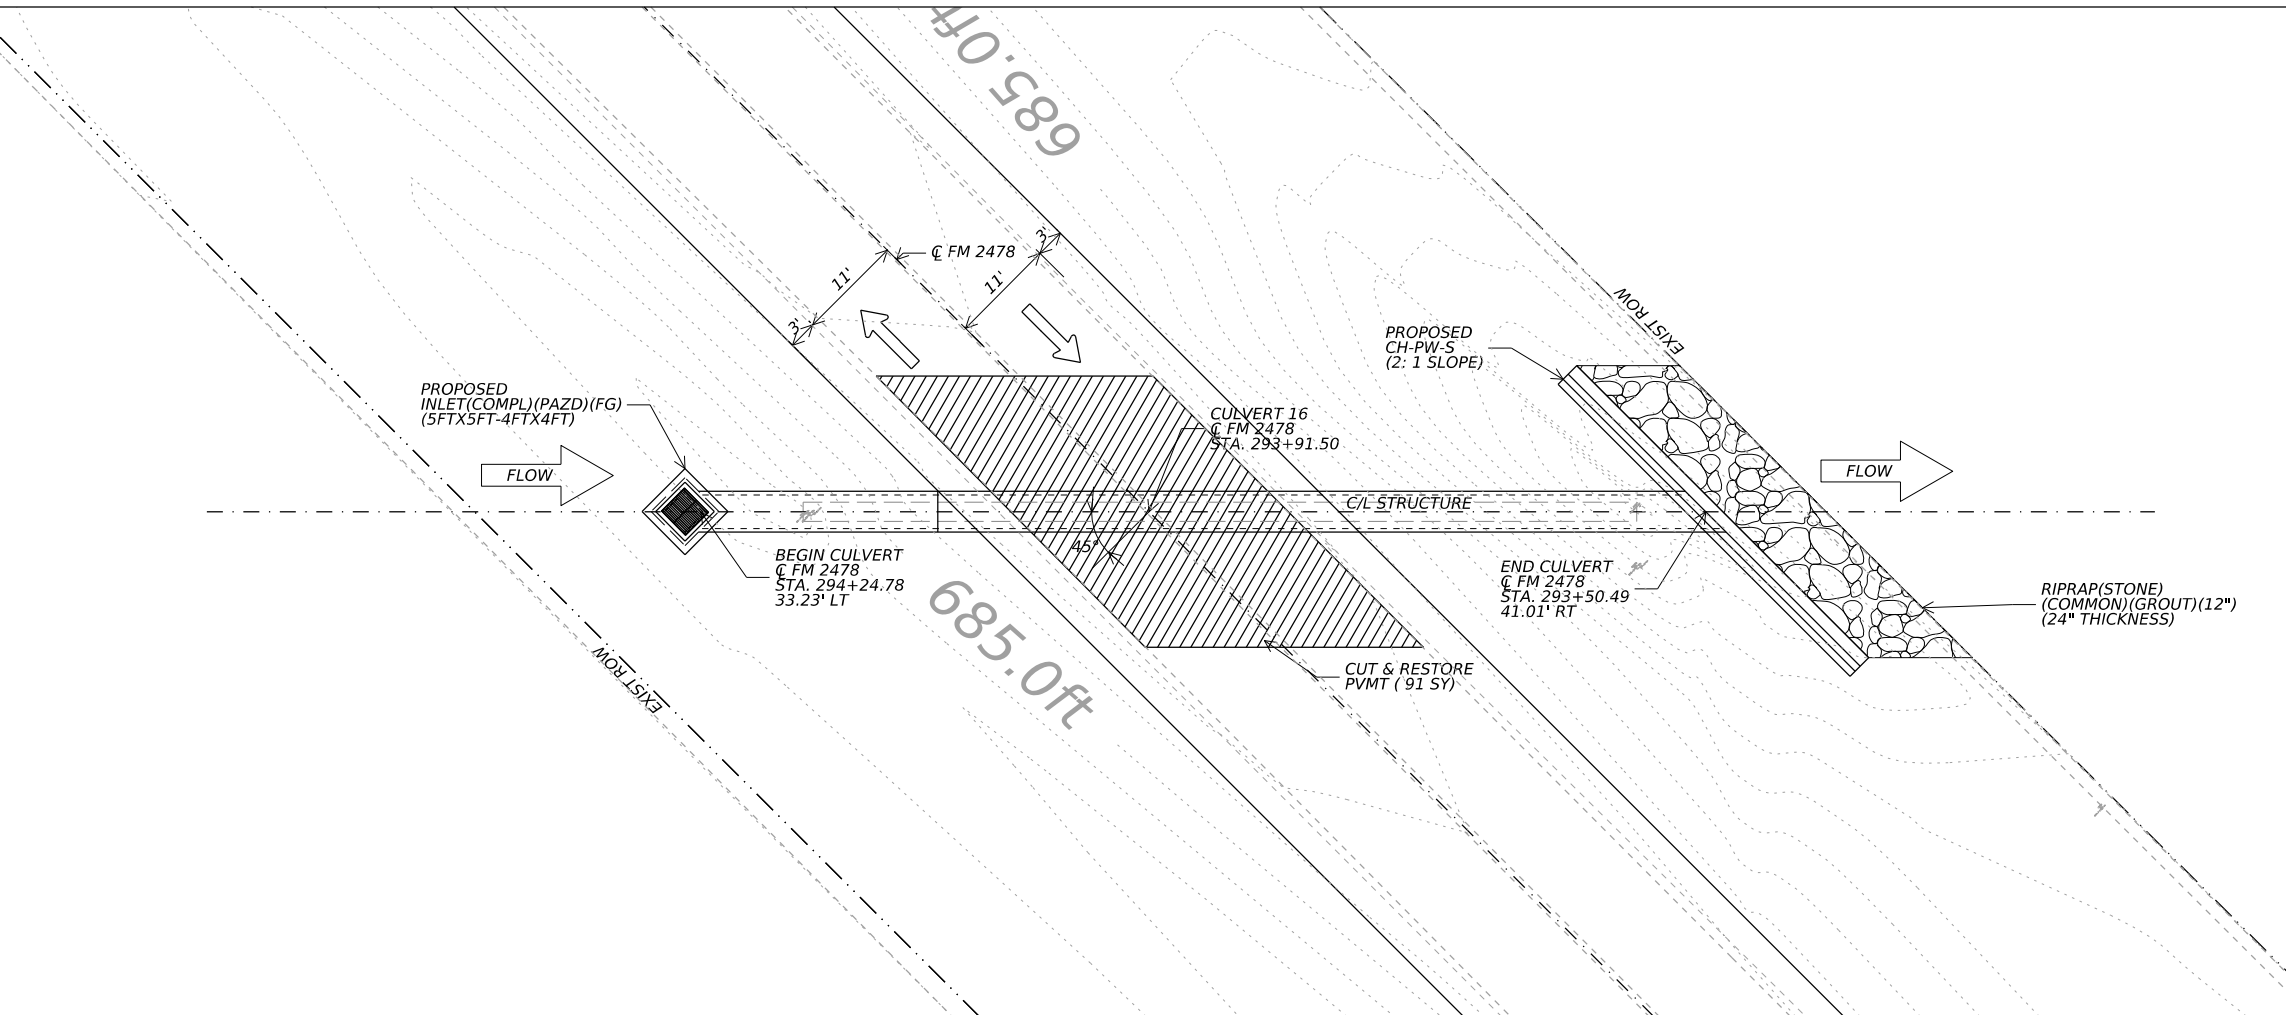 685.0ft
3'
℄ FM 2478
11'
11'
3'
EXIST ROW
PROPOSED
CH-PW-S
(2: 1 SLOPE)
PROPOSED
INLET(COMPL)(PAZD)(FG)
(5FTX5FT-4FTX4FT)
CULVERT 16
℄ FM 2478
STA. 293+91.50
FLOW
FLOW
C/L STRUCTURE
45°
BEGIN CULVERT
℄ FM 2478
STA. 294+24.78
33.23' LT
END CULVERT
℄ FM 2478
STA. 293+50.49
41.01' RT
RIPRAP(STONE)
(COMMON)(GROUT)(12")
(24" THICKNESS)
685.0ft
EXIST ROW
CUT & RESTORE
PVMT ( 91 SY)